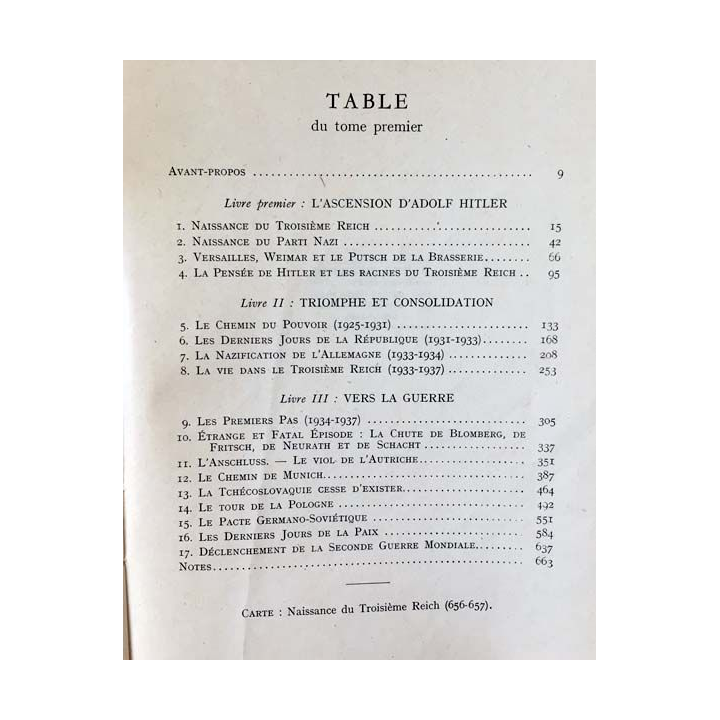 TABLE
du tome premier
AVANT-PROPOS ........ 9
Livre premier : L'ASCENSION D'ADOLF HITLER
1. NAISSANCE DU TROISIÈME REICH ........ 15
2. NAISSANCE DU PARTI NAZI ........ 42
3. VERSAILLES, WEIMAR ET LE PUTSCH DE LA BRASSERIE ........ 66
4. LA PENSÉE DE HITLER ET LES RACINES DU TROISIÈME REICH .. 95
Livre II : TRIOMPHE ET CONSOLIDATION
5. LE CHEMIN DU POUVOIR (1925-1931) ........ 133
6. LES DERNIERS JOURS DE LA RÉPUBLIQUE (1931-1933) ........ 168
7. LA NAZIFICATION DE L'ALLEMAGNE (1933-1934) ........ 208
8. LA VIE DANS LE TROISIÈME REICH (1933-1937) ........ 253
Livre III : VERS LA GUERRE
9. LES PREMIERS PAS (1934-1937) ........ 305
10. ÉTRANGE ET FATAL ÉPISODE : LA CHUTE DE BLOMBERG, DE
FRITSCH, DE NEURATH ET DE SCHACHT ........ 337
11. L'ANSCHLUSS. — LE VIOL DE L'AUTRICHE ........ 351
12. LE CHEMIN DE MUNICH ........ 387
13. LA TCHÉCOSLOVAQUIE CESSE D'EXISTER ........ 464
14. LE TOUR DE LA POLOGNE ........ 492
15. LE PACTE GERMANO-SOVIÉTIQUE ........ 551
16. LES DERNIERS JOURS DE LA PAIX ........ 584
17. DÉCLENCHEMENT DE LA SECONDE GUERRE MONDIALE ........ 637
NOTES ........ 663
CARTE : Naissance du Troisième Reich (656-657).